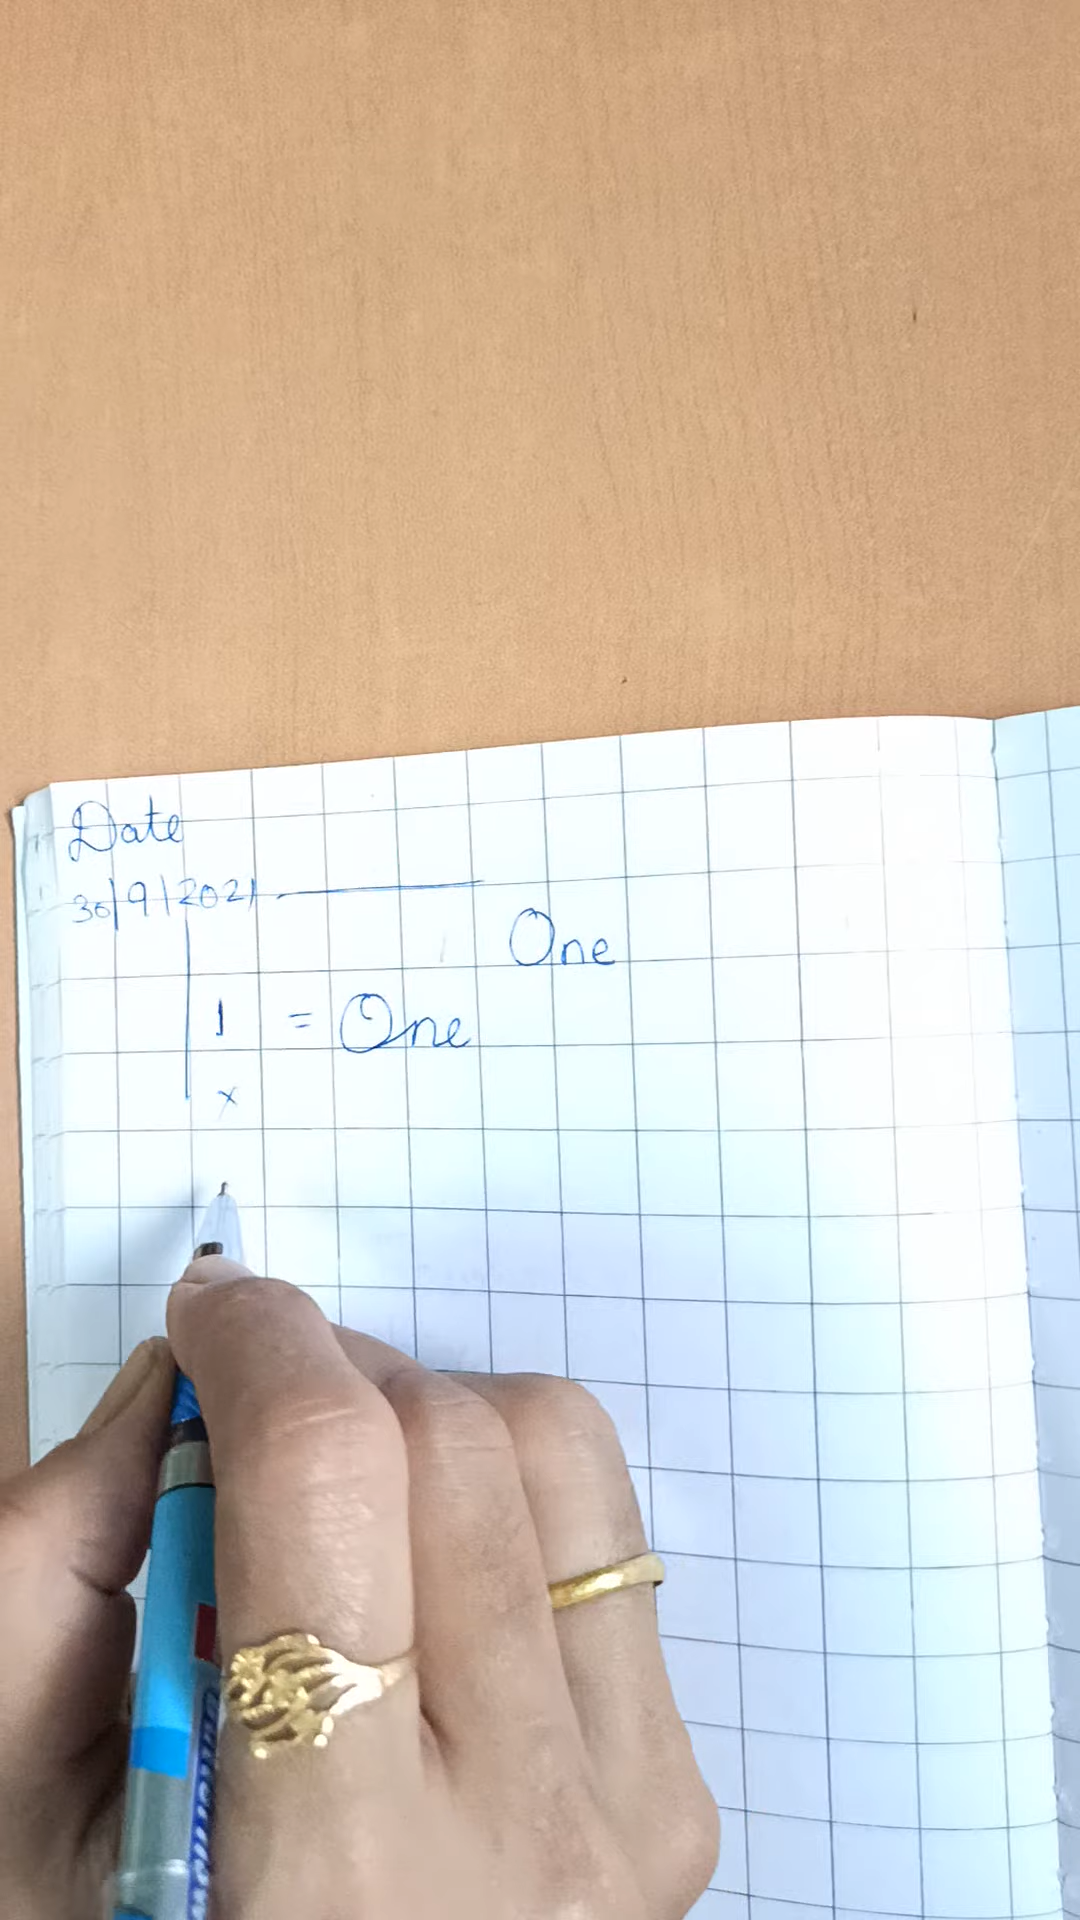 Date
30/9/2021
One
1 = One
x